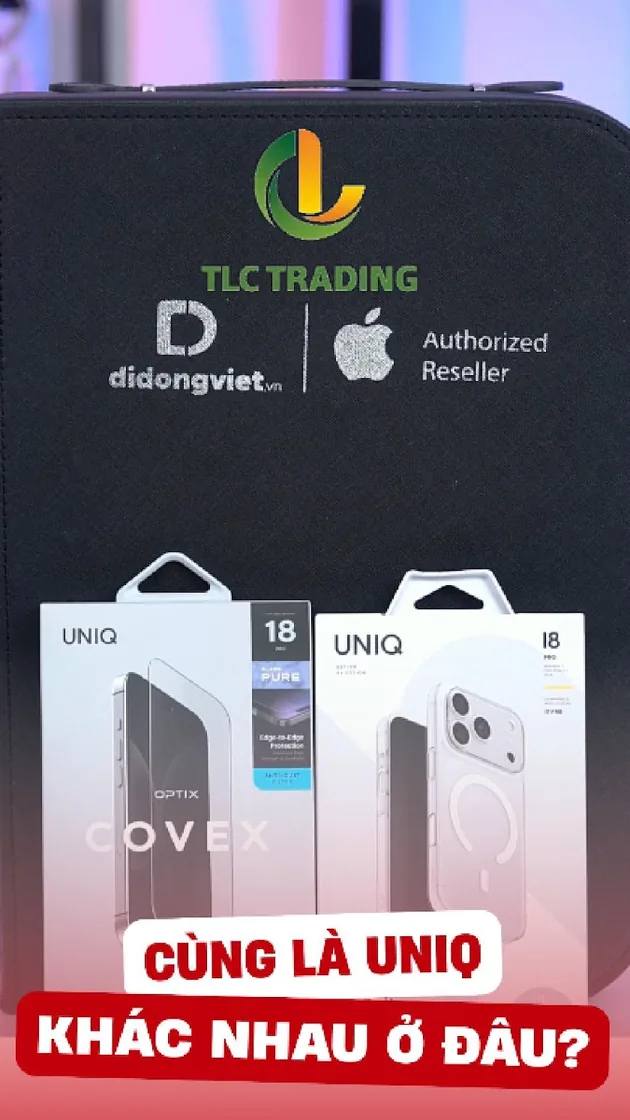 TLC TRADING
didongviet.vn
Authorized
Reseller
UNIQ
18
PRO
PURE
Edge-to-Edge
Protection
OPTIX
COVEX
UNIQ
18
PRO
CÙNG LÀ UNIQ
KHÁC NHAU Ở ĐÂU?